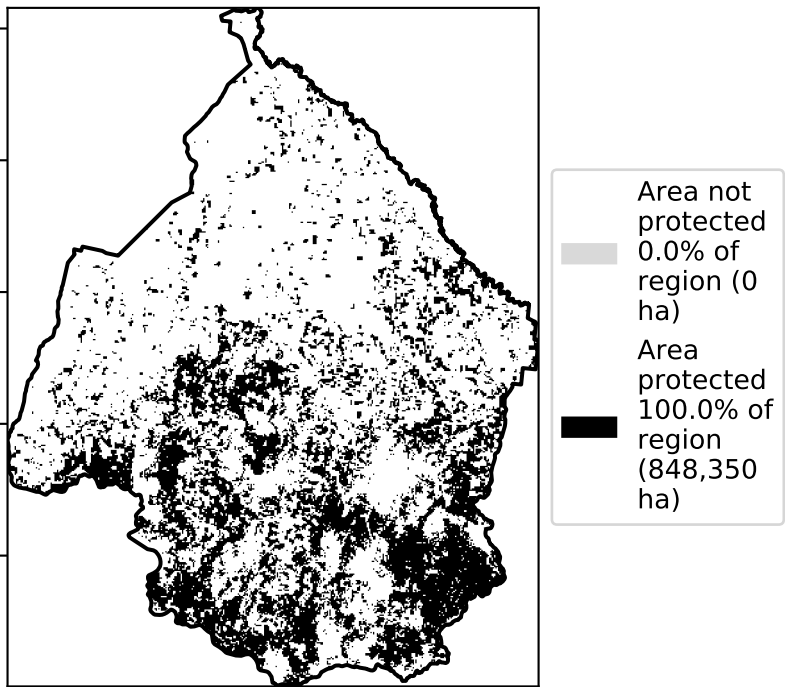 Area not
protected
0.0% of
region (0
ha)
Area
protected
100.0% of
region
(848,350
ha)